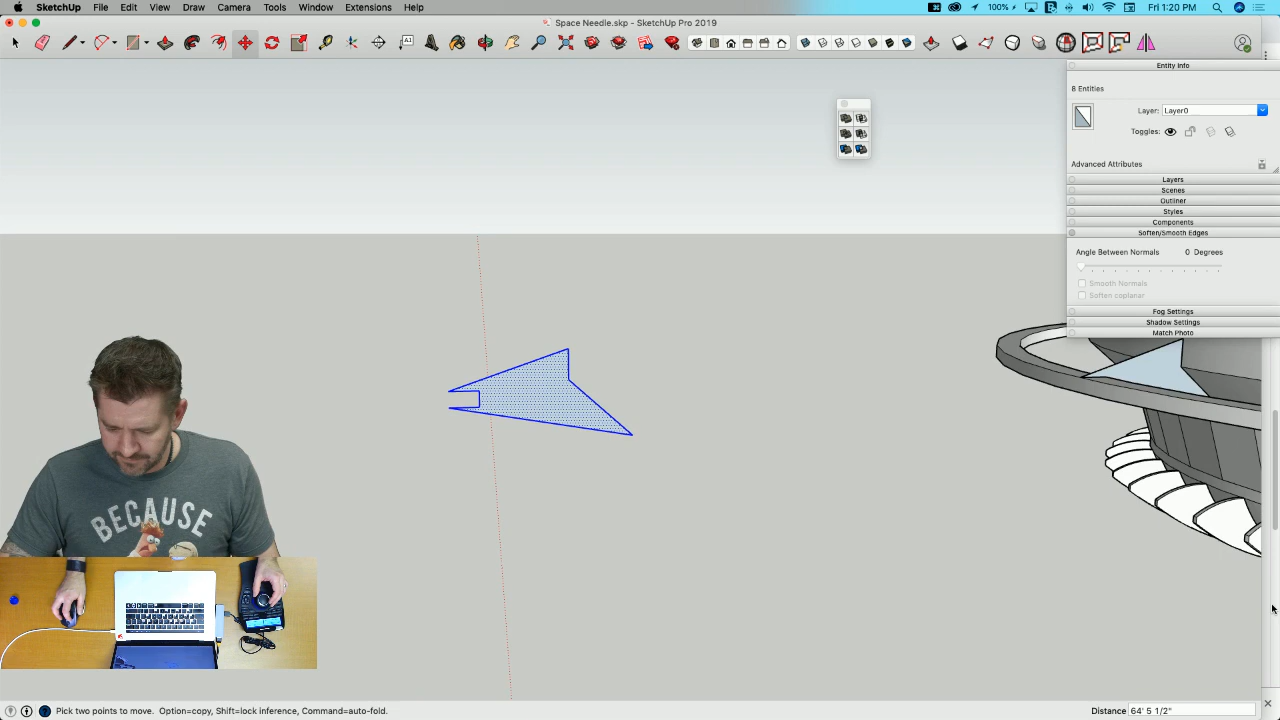 SketchUp File Edit View Draw Camera Tools Window Extensions Help
100% Fri 1:20 PM
Space Needle.skp - SketchUp Pro 2019
Entity Info
8 Entities
Layer: Layer0
Toggles:
Advanced Attributes
Layers
Scenes
Outliner
Styles
Components
Soften/Smooth Edges
Angle Between Normals 0 Degrees
Smooth Normals
Soften coplanar
Fog Settings
Shadow Settings
Match Photo
BECAUSE
Pick two points to move. Option=copy, Shift=lock inference, Command=auto-fold.
Distance 64' 5 1/2"